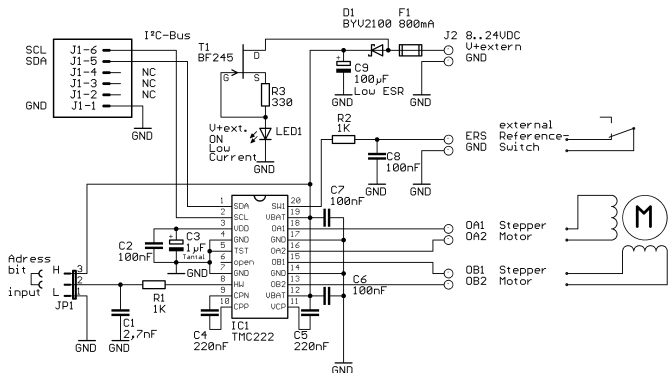 I²C-Bus
SCL J1-6
SDA J1-5
J1-4 NC
J1-3 NC
J1-2 NC
GND J1-1
GND
T1
BF245
D
G S
R3
330
V+ext.
ON
Low
Current
LED1
GND
D1
BYV2100
F1
800mA
J2 8..24VDC
V+extern
GND
C9
100µF
Low ESR
GND
GND
R2
1K
C8
100nF
GND
GND
ERS external
GND Reference-
Switch
C7
100nF
1 SDA SW1 20
2 SCL VBAT 19
3 VDD OA1 18
4 GND GND 17
5 TST OA2 16
6 open OB1 15
7 GND GND 14
8 HW OB2 13
9 CPN VBAT 12
10 CPP VCP 11
IC1
TMC222
C2
100nF
C3
1µF
Tantal
GND
Adress
bit
input
H 3
2
L 1
JP1
GND
R1
1K
C1
2,7nF
GND
C4
220nF
C5
220nF
C6
100nF
GND
OA1 Stepper
OA2 Motor
OB1 Stepper
OB2 Motor
M